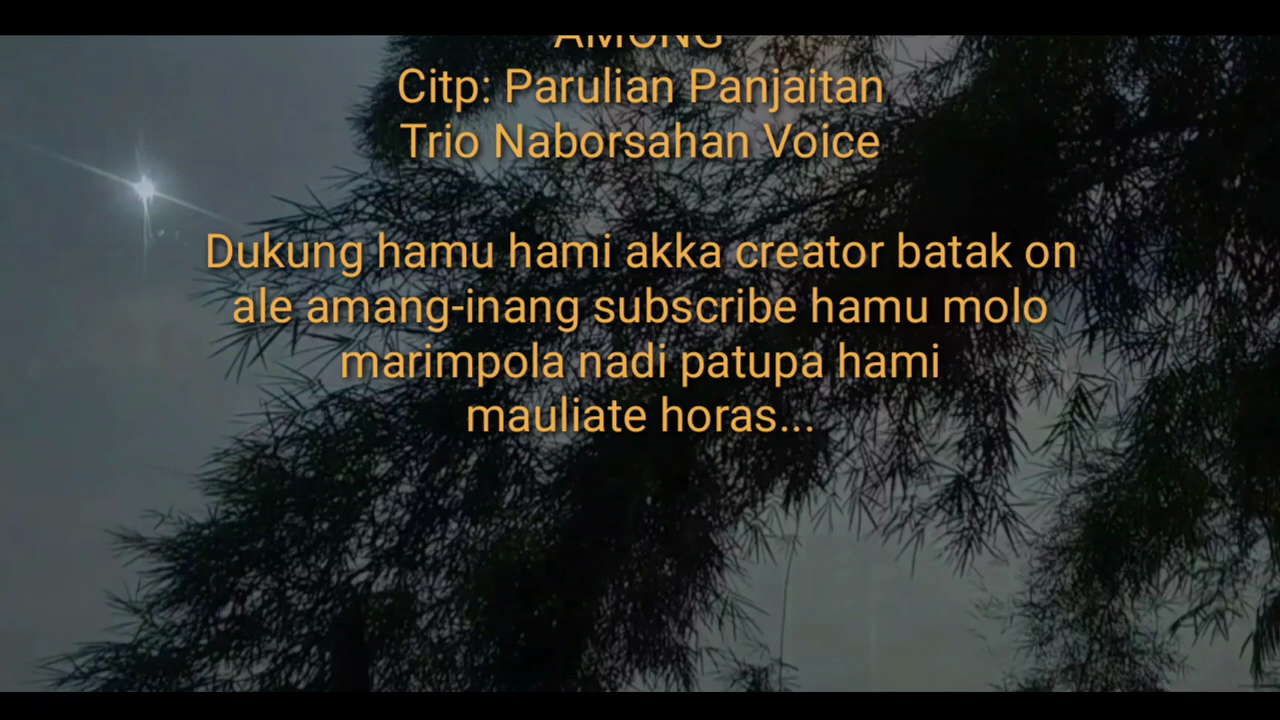 AMONG
Citp: Parulian Panjaitan
Trio Naborsahan Voice
Dukung hamu hami akka creator batak on
ale amang-inang subscribe hamu molo
marimpola nadi patupa hami
mauliate horas...